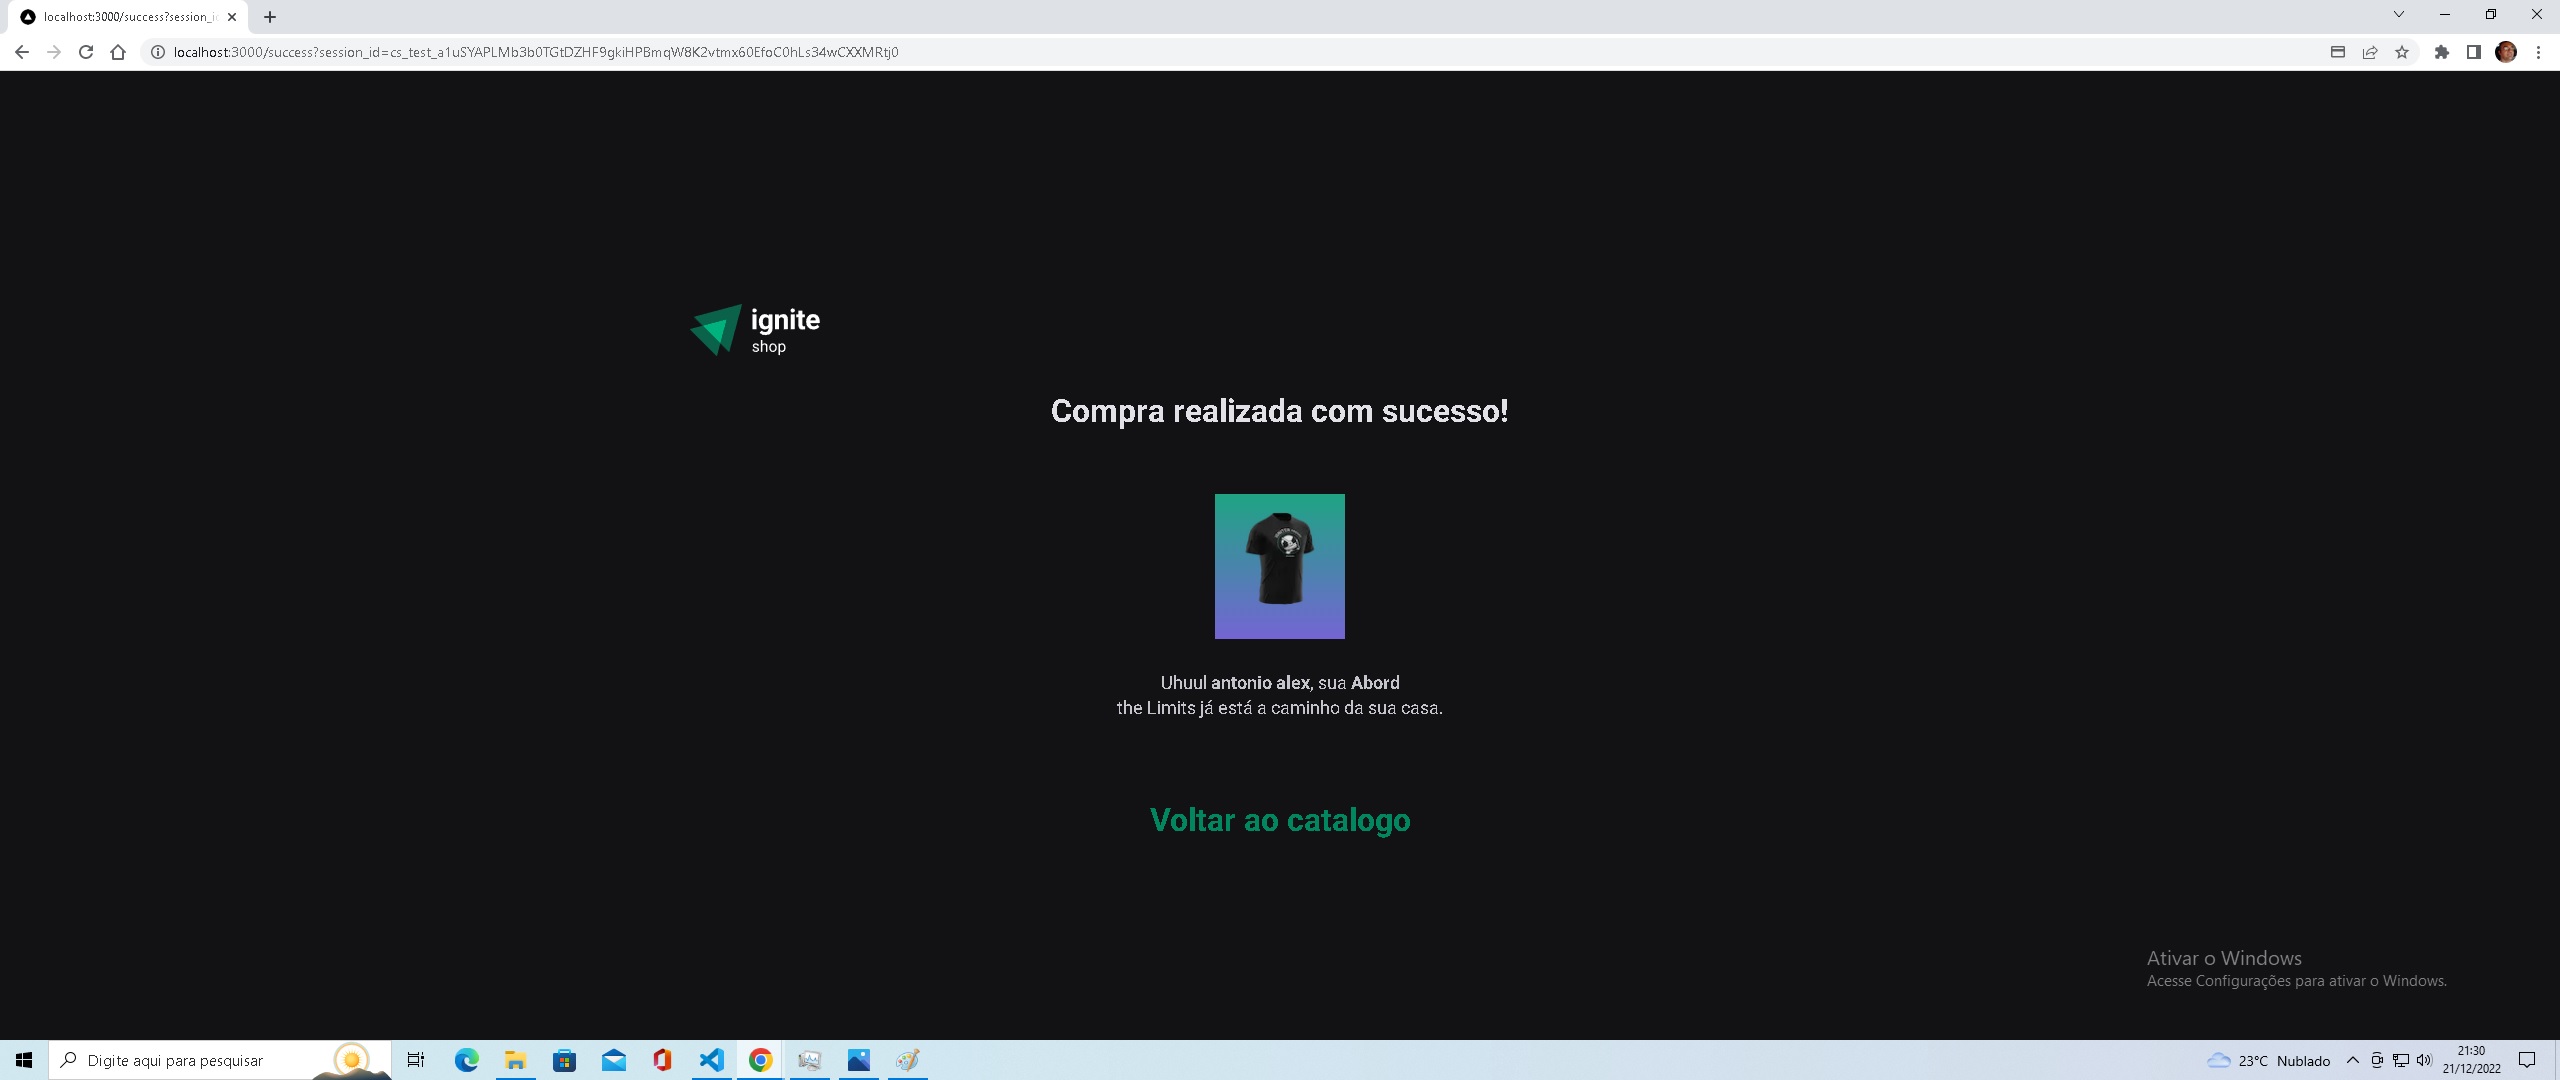 localhost:3000/success?session_i
localhost:3000/success?session_id=cs_test_a1uSYAPLMb3b0TGtDZHF9gkiHPBmqW8K2vtmx60EfoC0hLs34wCXXMRtj0
ignite
shop
Compra realizada com sucesso!
Uhuul antonio alex, sua Abord
the Limits já está a caminho da sua casa.
Voltar ao catalogo
Ativar o Windows
Acesse Configurações para ativar o Windows.
Digite aqui para pesquisar
23°C Nublado
21:30
21/12/2022